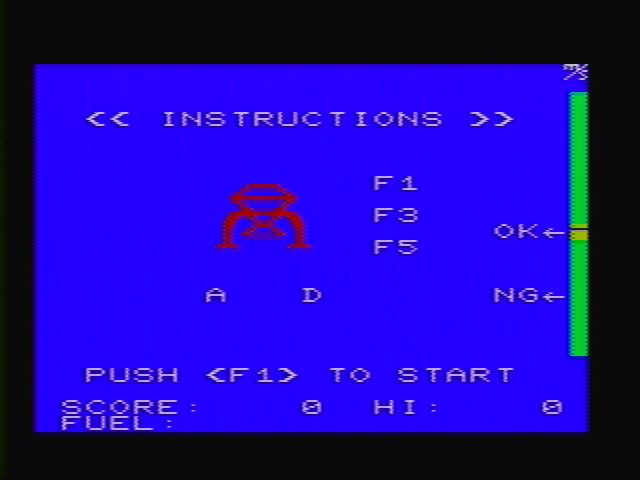 m/s
<< INSTRUCTIONS >>
F1
F3
OK←
F5
A D NG←
PUSH <F1> TO START
SCORE: 0 HI: 0
FUEL: